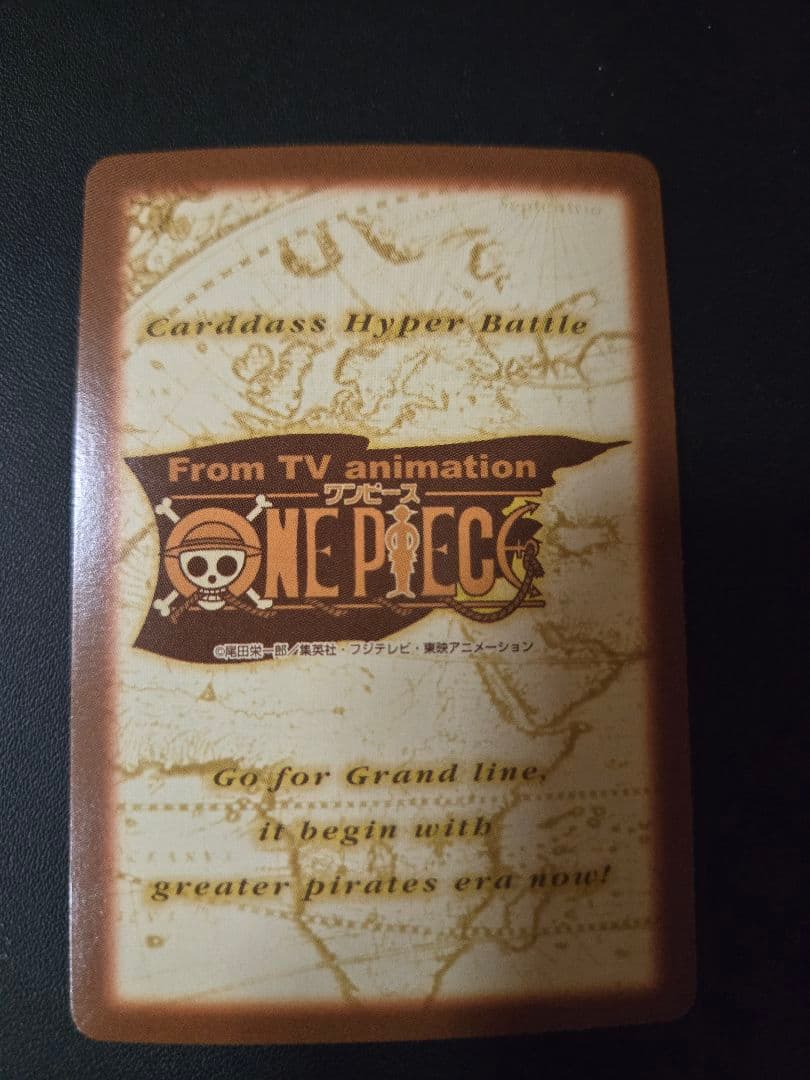 Septentrio
Carddass Hyper Battle
From TV animation
ワンピース
ONE PIECE
©尾田栄一郎／集英社・フジテレビ・東映アニメーション
Go for Grand line,
it begin with
greater pirates era now!